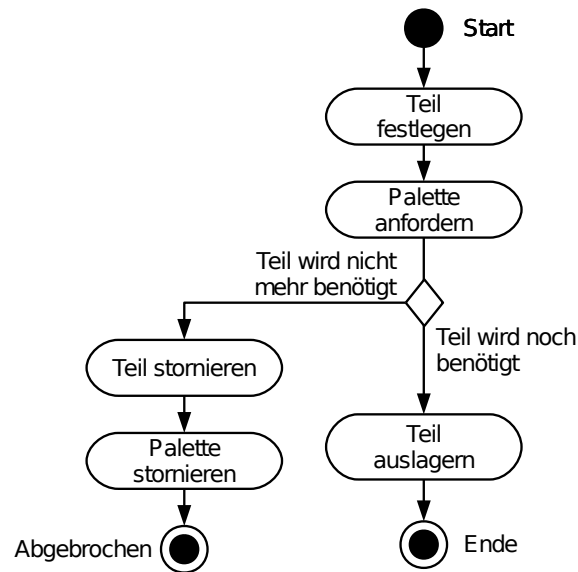 Start
Teil
festlegen
Palette
anfordern
Teil wird nicht
mehr benötigt
Teil wird noch
benötigt
Teil stornieren
Palette
stornieren
Teil
auslagern
Abgebrochen
Ende